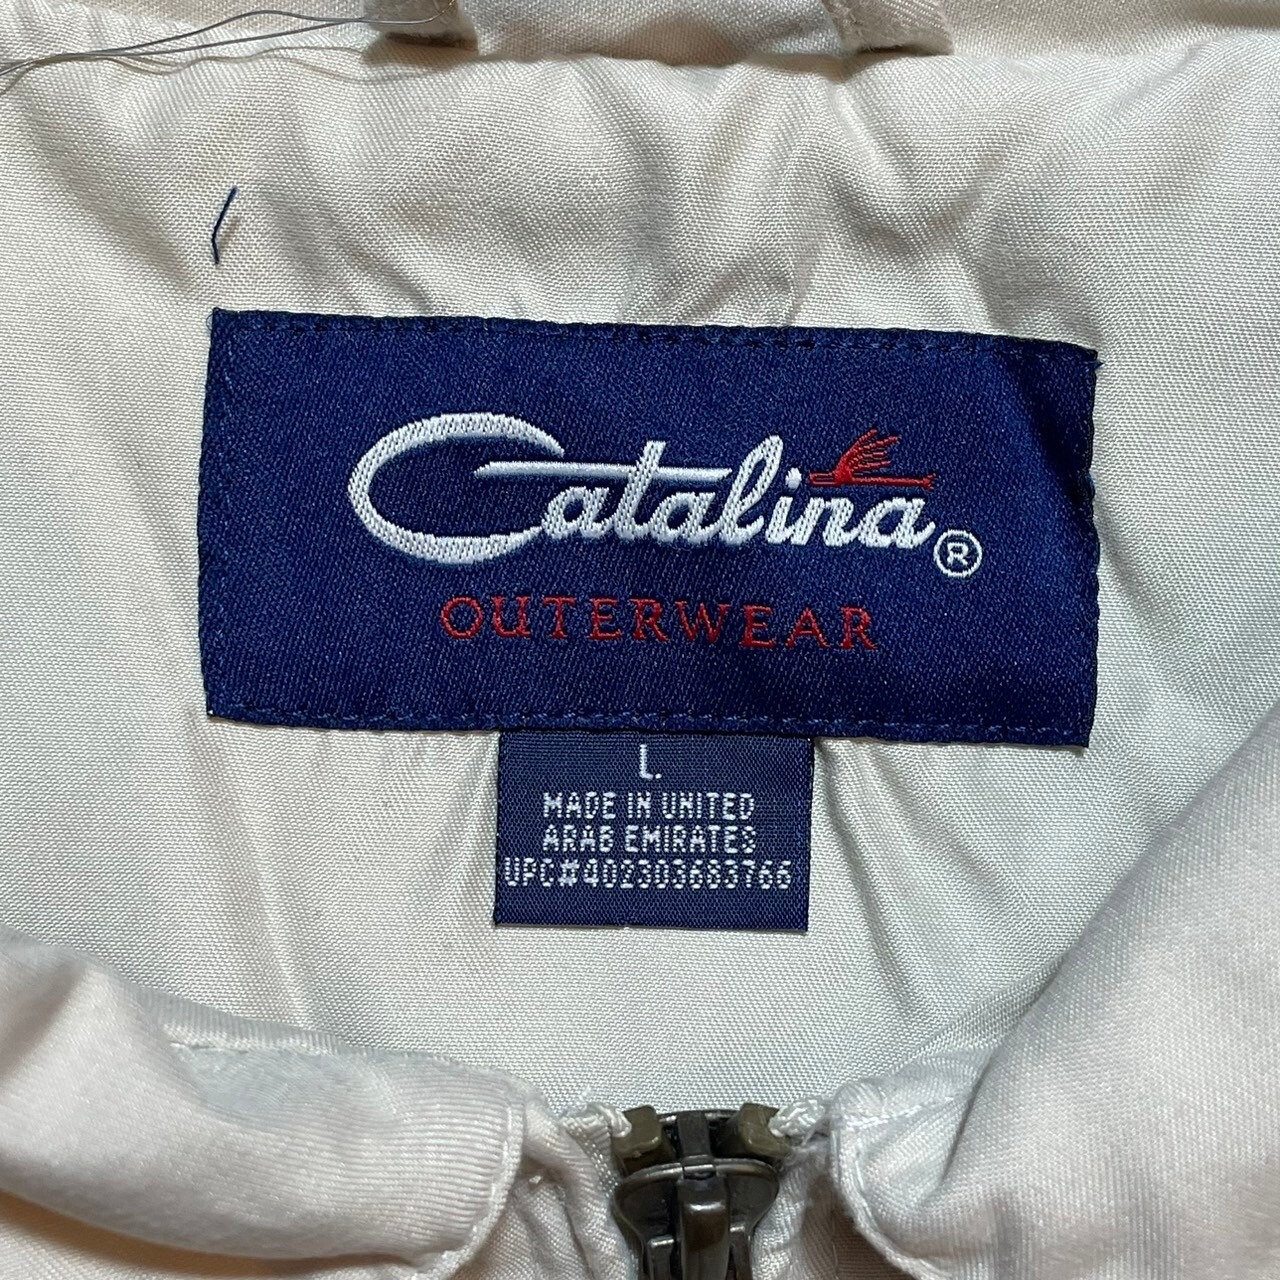 Catalina®
OUTERWEAR
L.
MADE IN UNITED
ARAB EMIRATES
UPC#402303683766